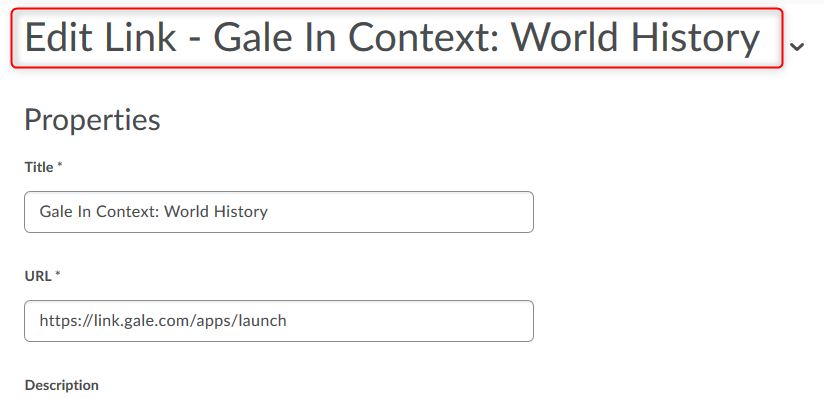 Edit Link - Gale In Context: World History
Properties
Title *
Gale In Context: World History
URL *
https://link.gale.com/apps/launch
Description